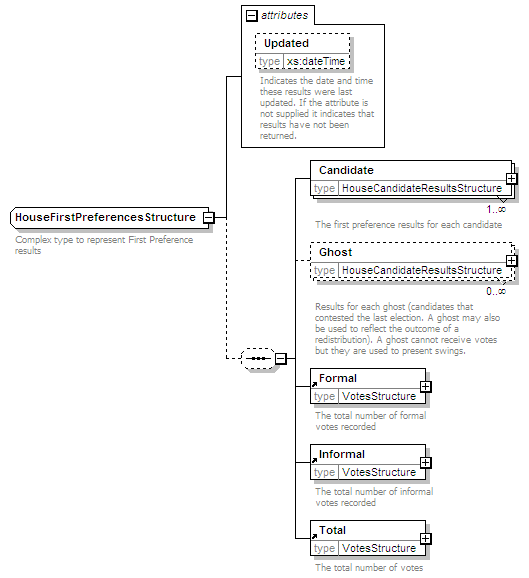 attributes
Updated
type xs:dateTime
Indicates the date and time
these results were last
updated. If the attribute is
not supplied it indicates that
results have not been
returned.
HouseFirstPreferencesStructure
Complex type to represent First Preference
results
Candidate
type HouseCandidateResultsStructure
1..∞
The first preference results for each candidate
Ghost
type HouseCandidateResultsStructure
0..∞
Results for each ghost (candidates that
contested the last election. A ghost may also
be used to reflect the outcome of a
redistribution). A ghost cannot receive votes
but they are used to present swings.
Formal
type VotesStructure
The total number of formal
votes recorded
Informal
type VotesStructure
The total number of informal
votes recorded
Total
type VotesStructure
The total number of votes